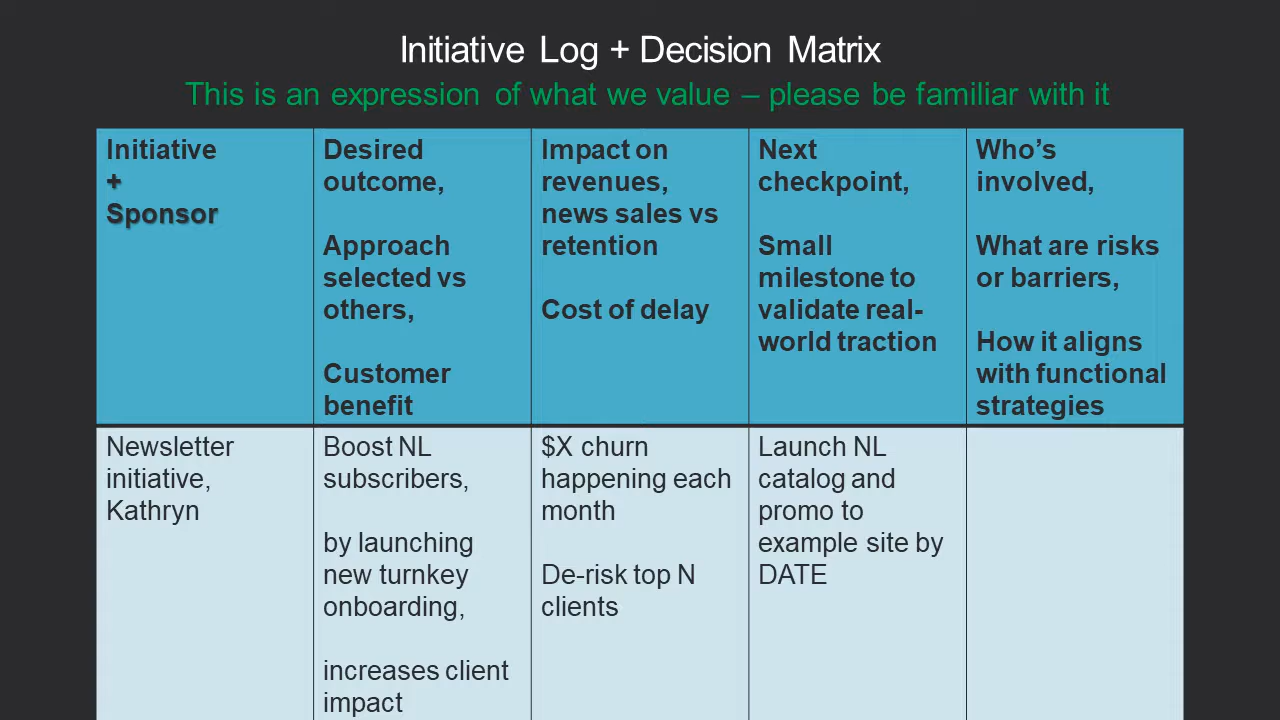 Initiative Log + Decision Matrix
This is an expression of what we value – please be familiar with it
Initiative
+
Sponsor
Desired
outcome,
Approach
selected vs
others,
Customer
benefit
Impact on
revenues,
news sales vs
retention
Cost of delay
Next
checkpoint,
Small
milestone to
validate real-
world traction
Who’s
involved,
What are risks
or barriers,
How it aligns
with functional
strategies
Newsletter
initiative,
Kathryn
Boost NL
subscribers,
by launching
new turnkey
onboarding,
increases client
impact
$X churn
happening each
month
De-risk top N
clients
Launch NL
catalog and
promo to
example site by
DATE